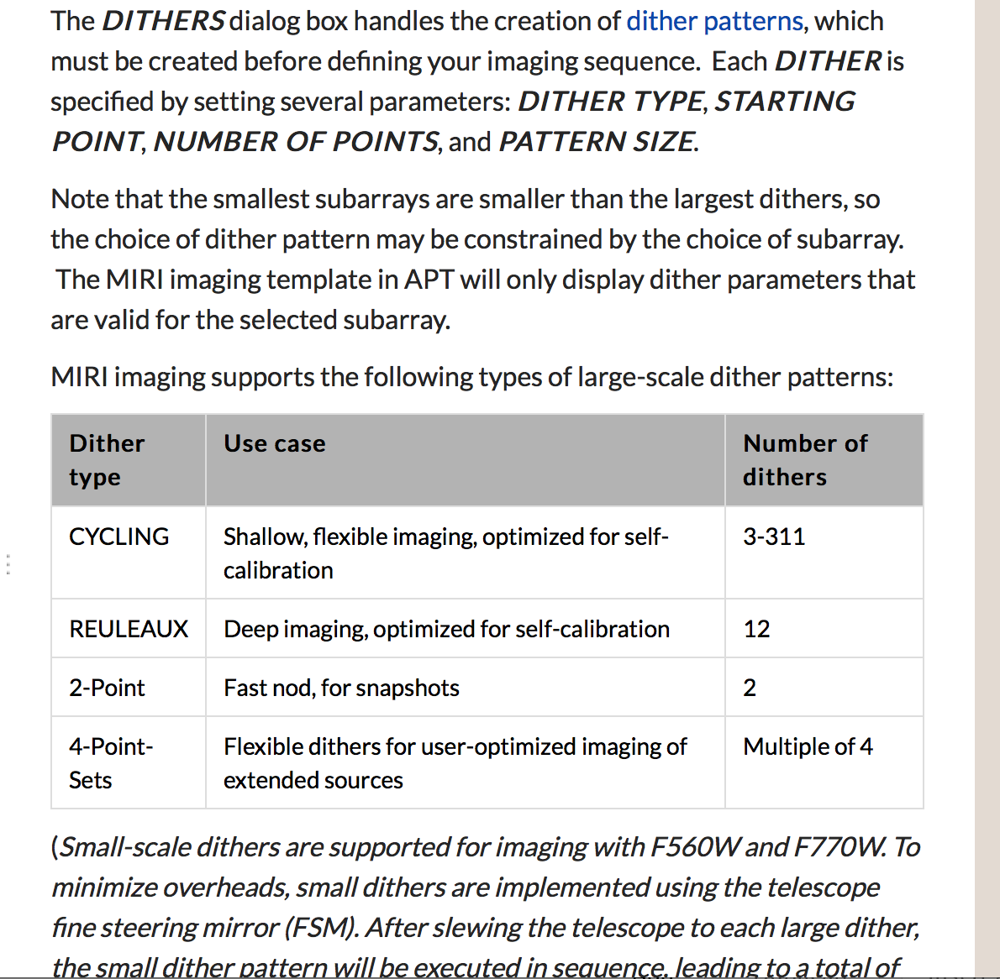 The DITHERS dialog box handles the creation of dither patterns, which
must be created before defining your imaging sequence.  Each DITHER is
specified by setting several parameters: DITHER TYPE, STARTING
POINT, NUMBER OF POINTS, and PATTERN SIZE.
Note that the smallest subarrays are smaller than the largest dithers, so
the choice of dither pattern may be constrained by the choice of subarray.
The MIRI imaging template in APT will only display dither parameters that
are valid for the selected subarray.
MIRI imaging supports the following types of large-scale dither patterns:
Dither type Use case Number of dithers
CYCLING Shallow, flexible imaging, optimized for self-calibration 3-311
REULEAUX Deep imaging, optimized for self-calibration 12
2-Point Fast nod, for snapshots 2
4-Point-Sets Flexible dithers for user-optimized imaging of extended sources Multiple of 4
(Small-scale dithers are supported for imaging with F560W and F770W. To
minimize overheads, small dithers are implemented using the telescope
fine steering mirror (FSM). After slewing the telescope to each large dither,
the small dither pattern will be executed in sequence, leading to a total of